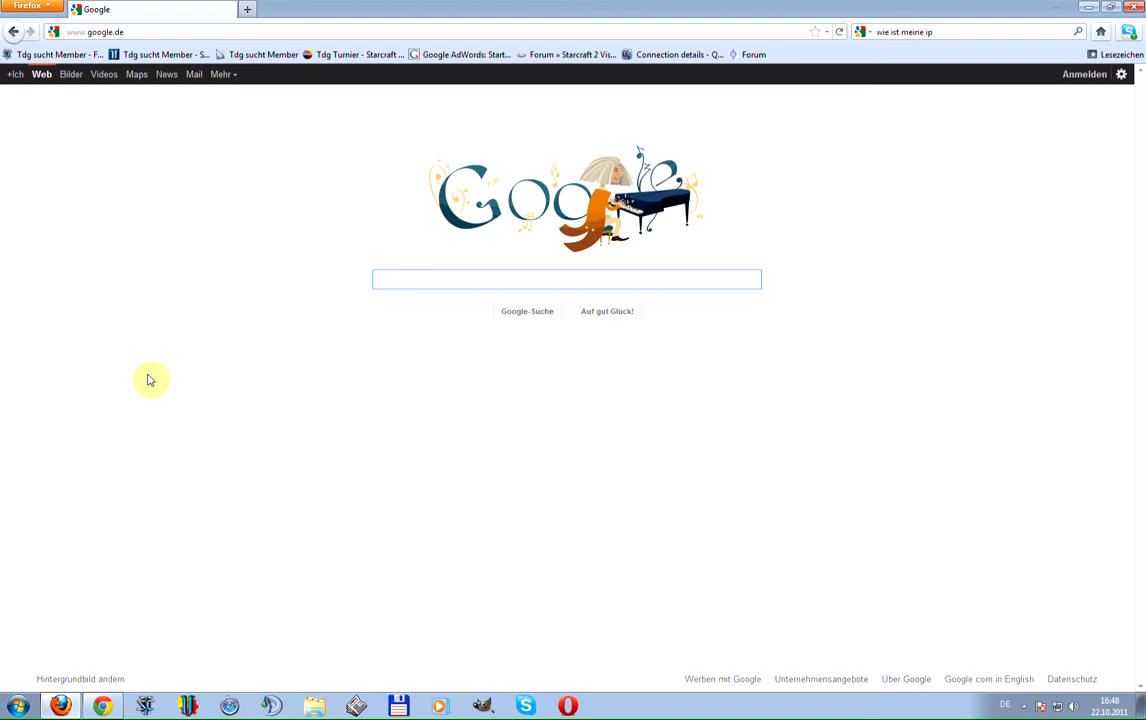 Firefox
Google
www.google.de
wie ist meine ip
Tdg sucht Member - F...
Tdg sucht Member - S...
Tdg sucht Member
Tdg Turnier - Starcraft ...
Google AdWords: Start...
Forum » Starcraft 2 Vis...
Connection details - Q...
Forum
Lesezeichen
+Ich Web Bilder Videos Maps News Mail Mehr
Anmelden
Google
Google-Suche
Auf gut Glück!
Hintergrundbild ändern
Werben mit Google
Unternehmensangebote
Über Google
Google.com in English
Datenschutz
DE
16:48
22.10.2011